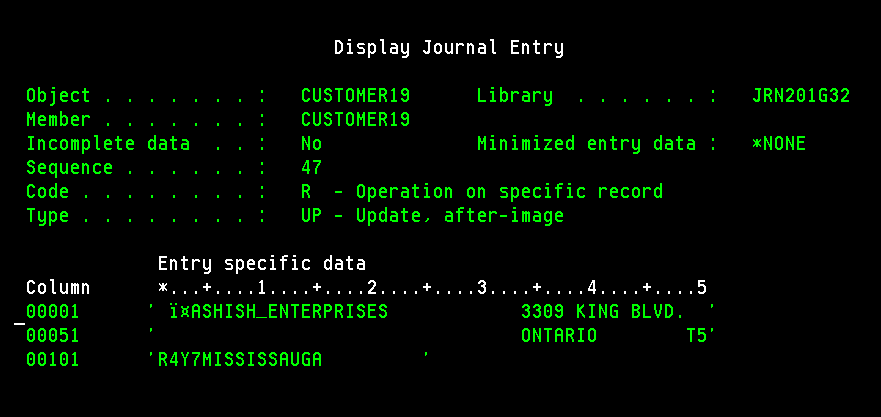 Display Journal Entry
Object . . . . . . . :   CUSTOMER19      Library  . . . . . . :   JRN201G32
Member . . . . . . . :   CUSTOMER19
Incomplete data  . . :   No              Minimized entry data :   *NONE
Sequence . . . . . . :   47
Code . . . . . . . . :   R  - Operation on specific record
Type . . . . . . . . :   UP - Update, after-image
Entry specific data
Column      *...+....1....+....2....+....3....+....4....+....5
00001      ' ï¤ASHISH_ENTERPRISES            3309 KING BLVD.  '
00051      '                                 ONTARIO        T5'
00101      'R4Y7MISSISSAUGA         '